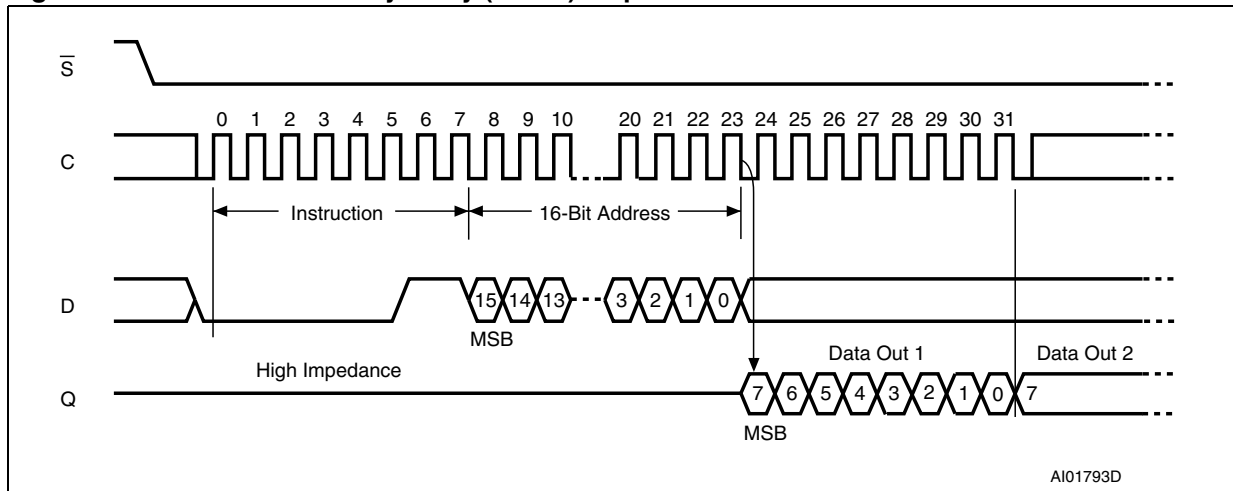 S
0 1 2 3 4 5 6 7 8 9 10 20 21 22 23 24 25 26 27 28 29 30 31
C
Instruction 16-Bit Address
D
15 14 13 3 2 1 0
MSB
High Impedance
Data Out 1 Data Out 2
Q
7 6 5 4 3 2 1 0 7
MSB
AI01793D